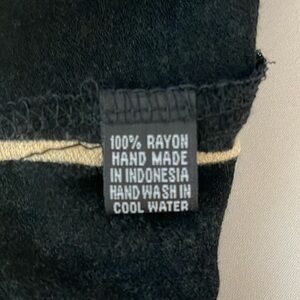 100% RAYON
HAND MADE
IN INDONESIA
HAND WASH IN
COOL WATER